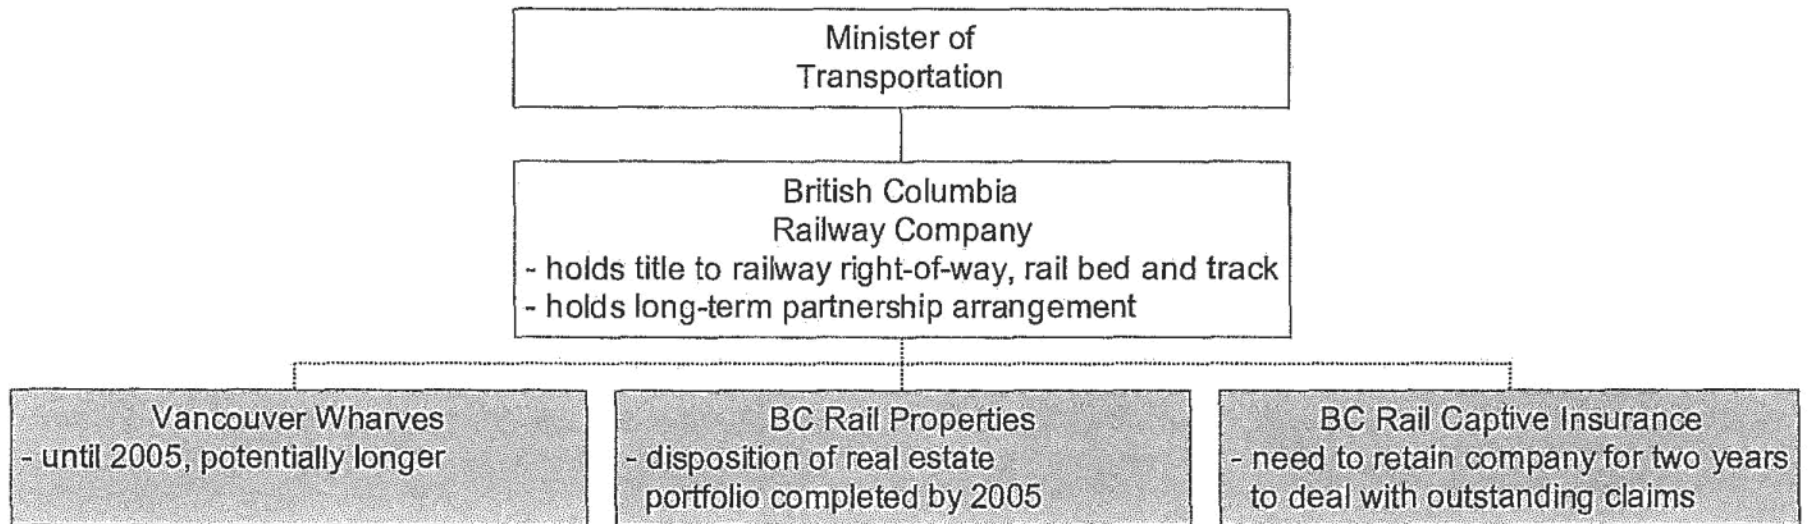 Minister of
Transportation
British Columbia
Railway Company
- holds title to railway right-of-way, rail bed and track
- holds long-term partnership arrangement
Vancouver Wharves
- until 2005, potentially longer
BC Rail Properties
- disposition of real estate
portfolio completed by 2005
BC Rail Captive Insurance
- need to retain company for two years
to deal with outstanding claims